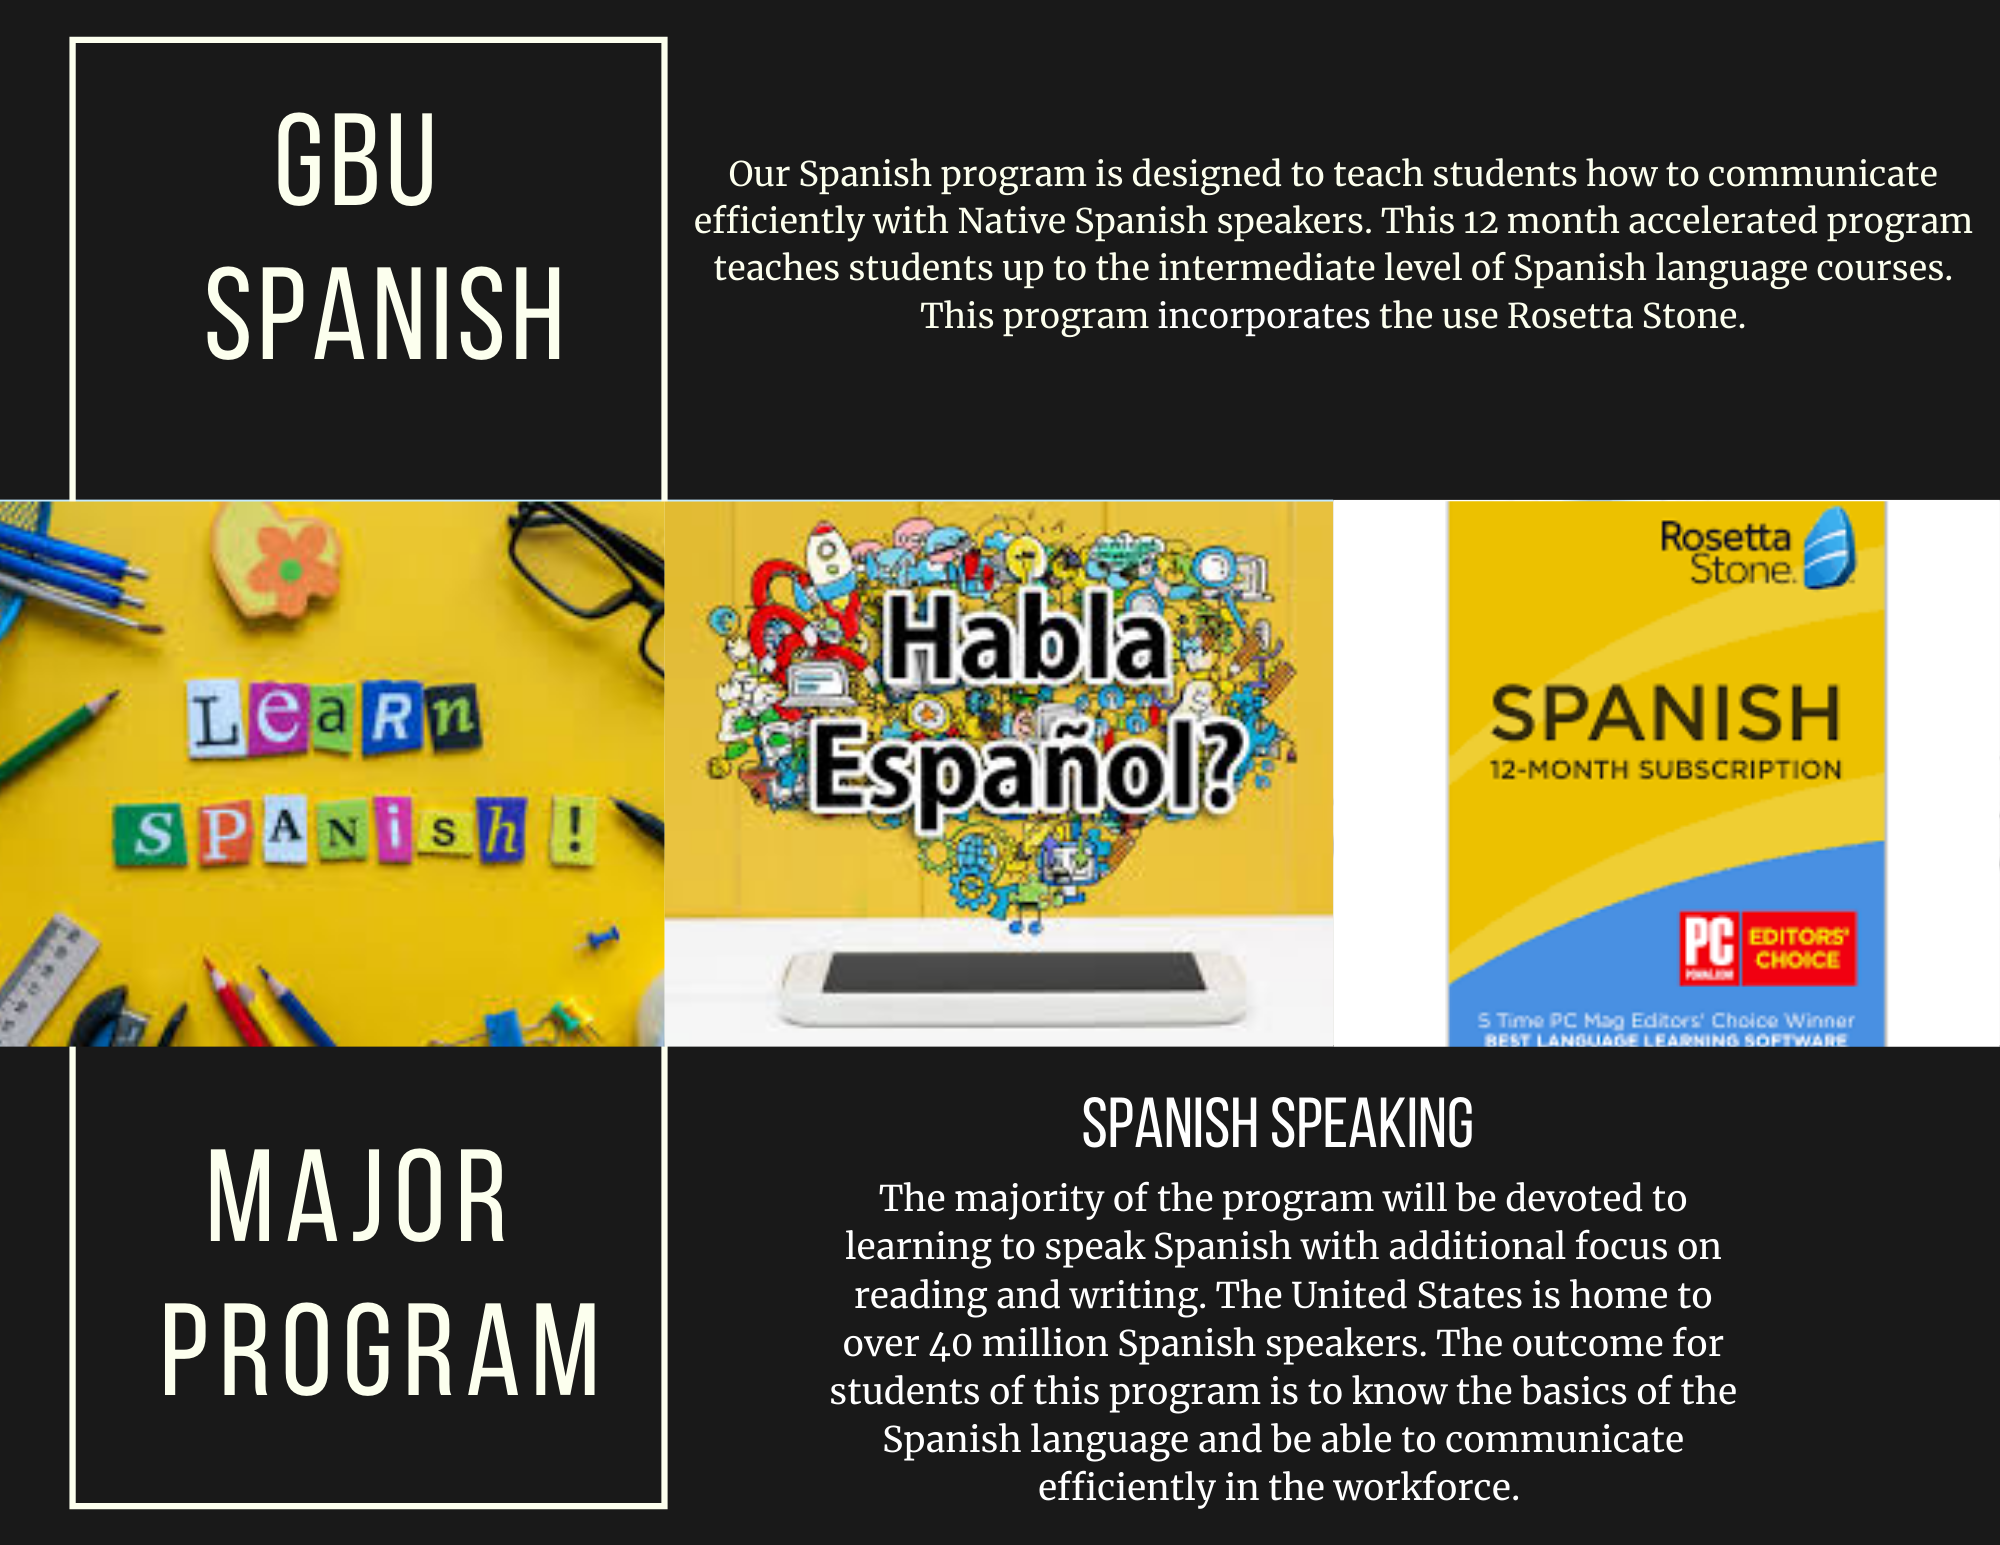 GBU
SPANISH
Our Spanish program is designed to teach students how to communicate
efficiently with Native Spanish speakers. This 12 month accelerated program
teaches students up to the intermediate level of Spanish language courses.
This program incorporates the use Rosetta Stone.
Learn
SPANish!
Habla
Español?
Rosetta
Stone.
SPANISH
12-MONTH SUBSCRIPTION
PC
EDITORS'
CHOICE
5 Time PC Mag Editors' Choice Winner
BEST LANGUAGE LEARNING SOFTWARE
MAJOR
PROGRAM
SPANISH SPEAKING
The majority of the program will be devoted to
learning to speak Spanish with additional focus on
reading and writing. The United States is home to
over 40 million Spanish speakers. The outcome for
students of this program is to know the basics of the
Spanish language and be able to communicate
efficiently in the workforce.